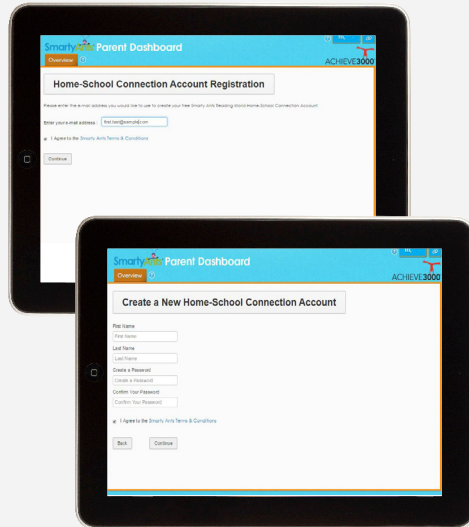 SmartyAnts Parent Dashboard
Overview
ACHIEVE3000
Home-School Connection Account Registration
Please enter the e-mail address you would like to use to create your free Smarty Ants Reading World Home-School Connection Account
Enter your e-mail address :
I Agree to the Smarty Ants Terms & Conditions
Continue
SmartyAnts Parent Dashboard
Overview
ACHIEVE3000
Create a New Home-School Connection Account
First Name
First Name
Last Name
Last Name
Create a Password
Create a Password
Confirm Your Password
Confirm Your Password
I Agree to the Smarty Ants Terms & Conditions
Back Continue